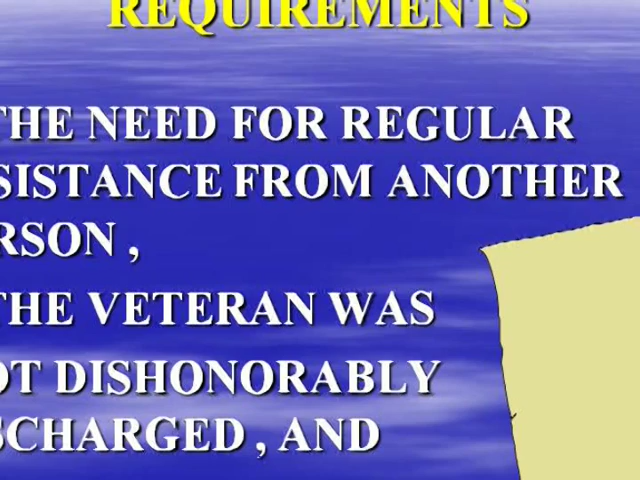 REQUIREMENTS
THE NEED FOR REGULAR
SISTANCE FROM ANOTHER
RSON ,
THE VETERAN WAS
OT DISHONORABLY
SCHARGED , AND